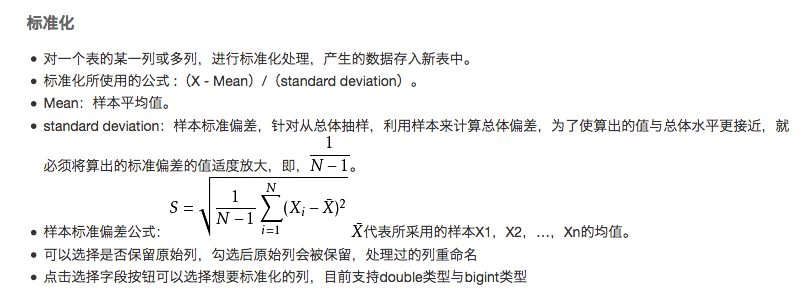 标准化
• 对一个表的某一列或多列，进行标准化处理，产生的数据存入新表中。
• 标准化所使用的公式 :（X - Mean）/（standard deviation）。
• Mean：样本平均值。
• standard deviation：样本标准偏差，针对从总体抽样，利用样本来计算总体偏差，为了使算出的值与总体水平更接近，就
必须将算出的标准偏差的值适度放大，即，$\frac{1}{N-1}$。
• 样本标准偏差公式：$S=\sqrt{\frac{1}{N-1}\sum_{i=1}^{N}(X_i-\bar{X})^2}$ $\bar{X}$代表所采用的样本X1，X2，...，Xn的均值。
• 可以选择是否保留原始列，勾选后原始列会被保留，处理过的列重命名
• 点击选择字段按钮可以选择想要标准化的列，目前支持double类型与bigint类型